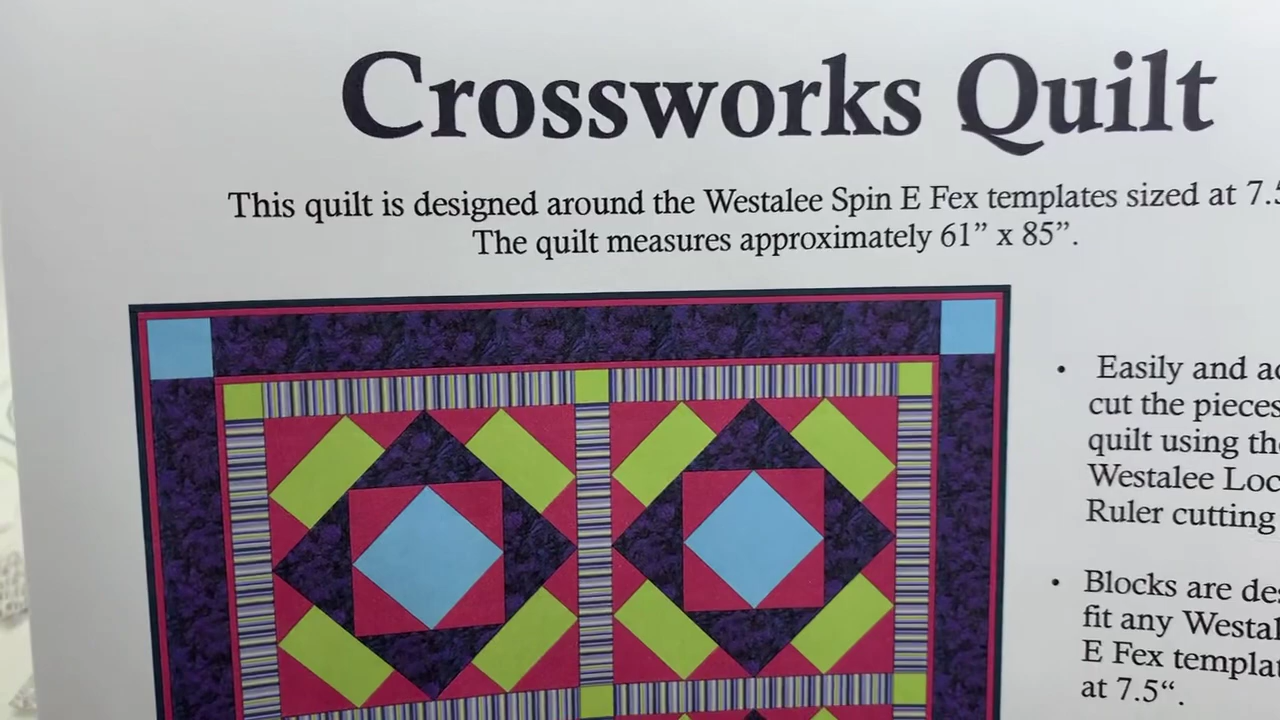 Crossworks Quilt
This quilt is designed around the Westalee Spin E Fex templates sized at
The quilt measures approximately 61” x 85”.
• Easily and
cut the pieces
quilt using
Westalee
Ruler cutting
• Blocks are
fit any
E Fex
at 7.5“.